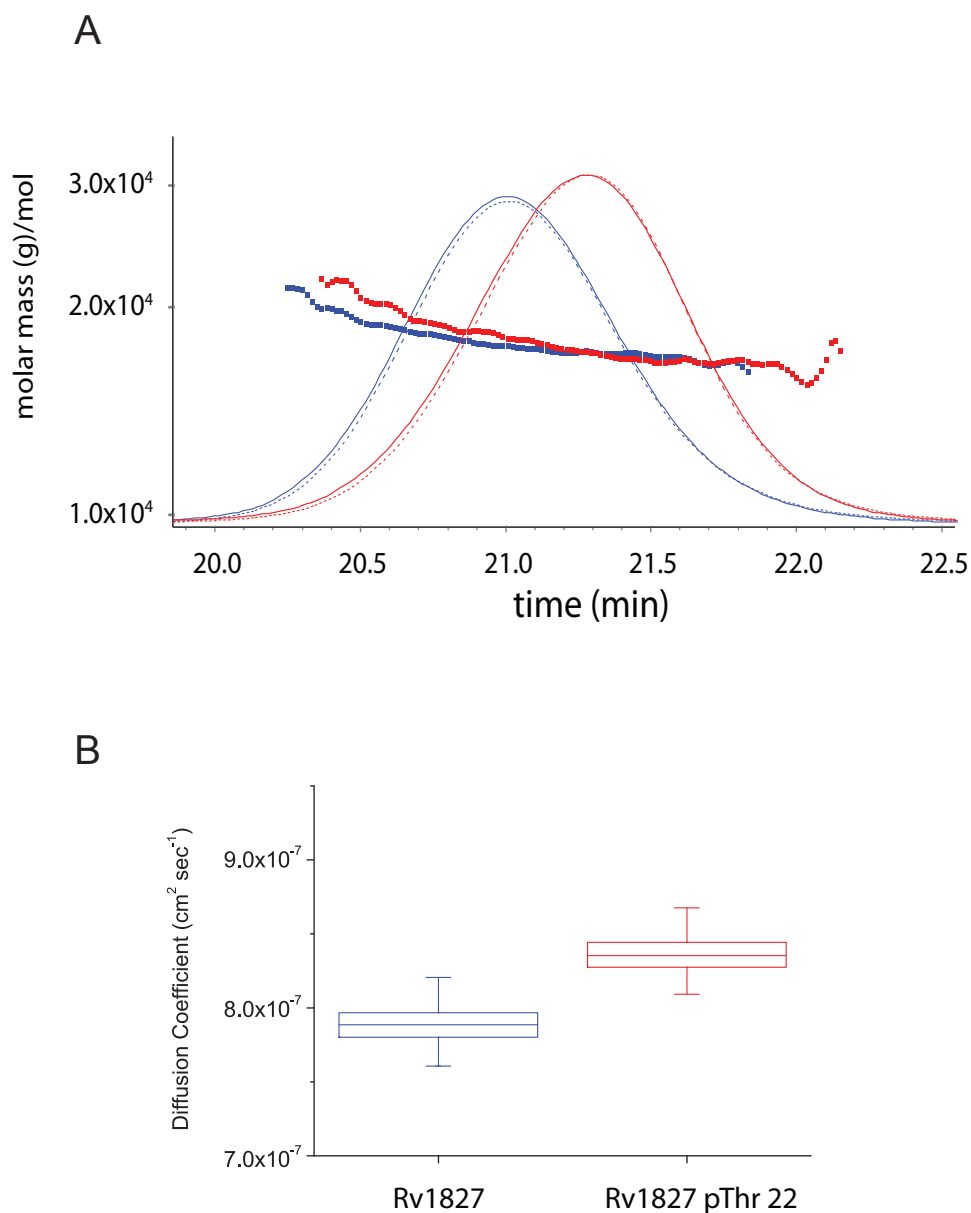 A
molar mass (g)/mol
3.0x10⁴
2.0x10⁴
1.0x10⁴
20.0 20.5 21.0 21.5 22.0 22.5
time (min)
B
Diffusion Coefficient (cm² sec⁻¹)
9.0x10⁻⁷
8.0x10⁻⁷
7.0x10⁻⁷
Rv1827 Rv1827 pThr 22